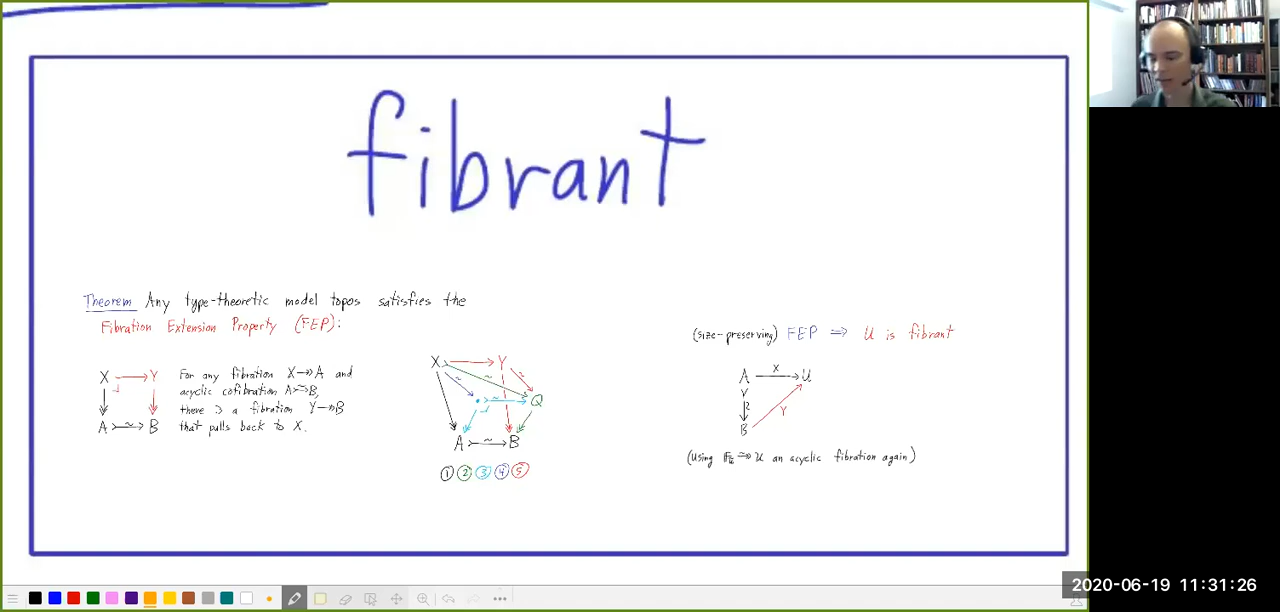 fibrant
Theorem Any type-theoretic model topos satisfies the
Fibration Extension Property (FEP):
X Y
A B
For any fibration X↠A and
acyclic cofibration A↣B,
there ∃ a fibration Y↠B
that pulls back to X.
X Y
Q
A B
① ② ③ ④ ⑤
(size-preserving) FEP ⇒ U is fibrant
A X U
Y
B
(using U an acyclic fibration again)
2020-06-19 11:31:26